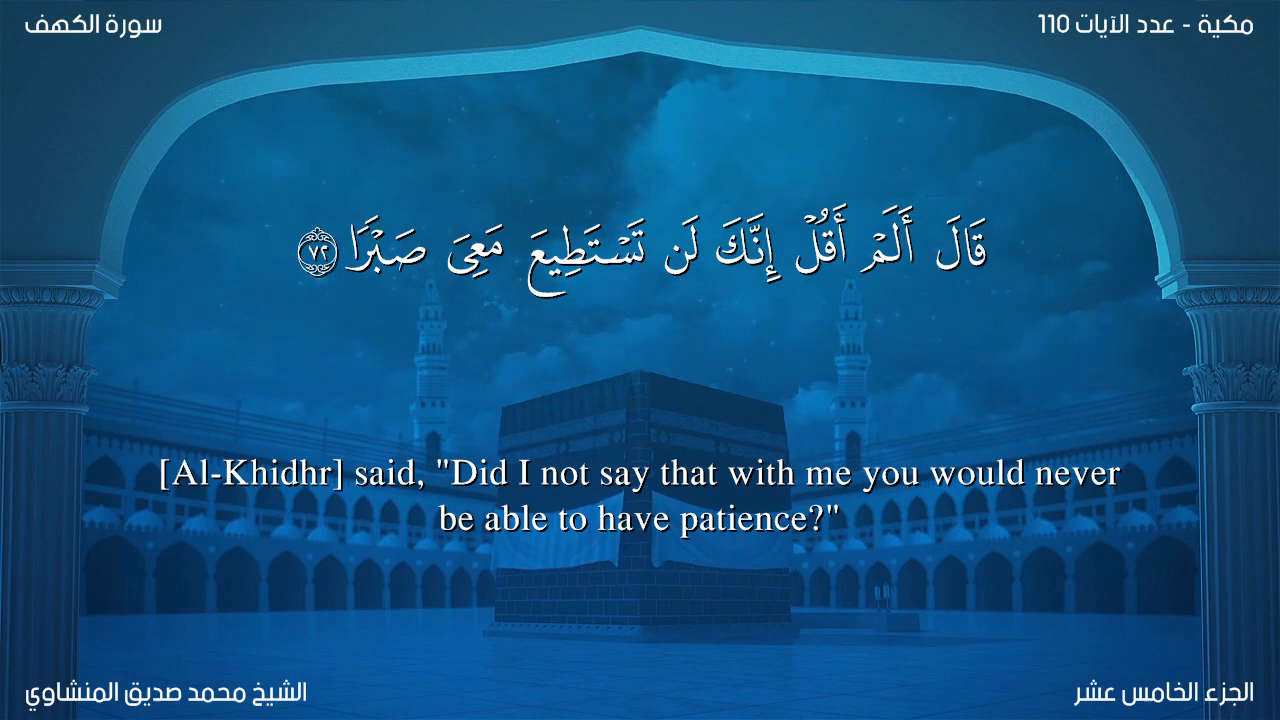 سورة الكهف
مكية - عدد الآيات 110
قَالَ أَلَمْ أَقُلْ إِنَّكَ لَن تَسْتَطِيعَ مَعِىَ صَبْرًا ٧٢
[Al-Khidhr] said, "Did I not say that with me you would never
be able to have patience?"
الشيخ محمد صديق المنشاوي
الجزء الخامس عشر